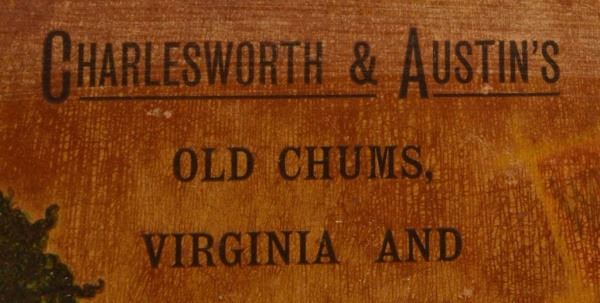 CHARLESWORTH & AUSTIN'S
OLD CHUMS,
VIRGINIA AND